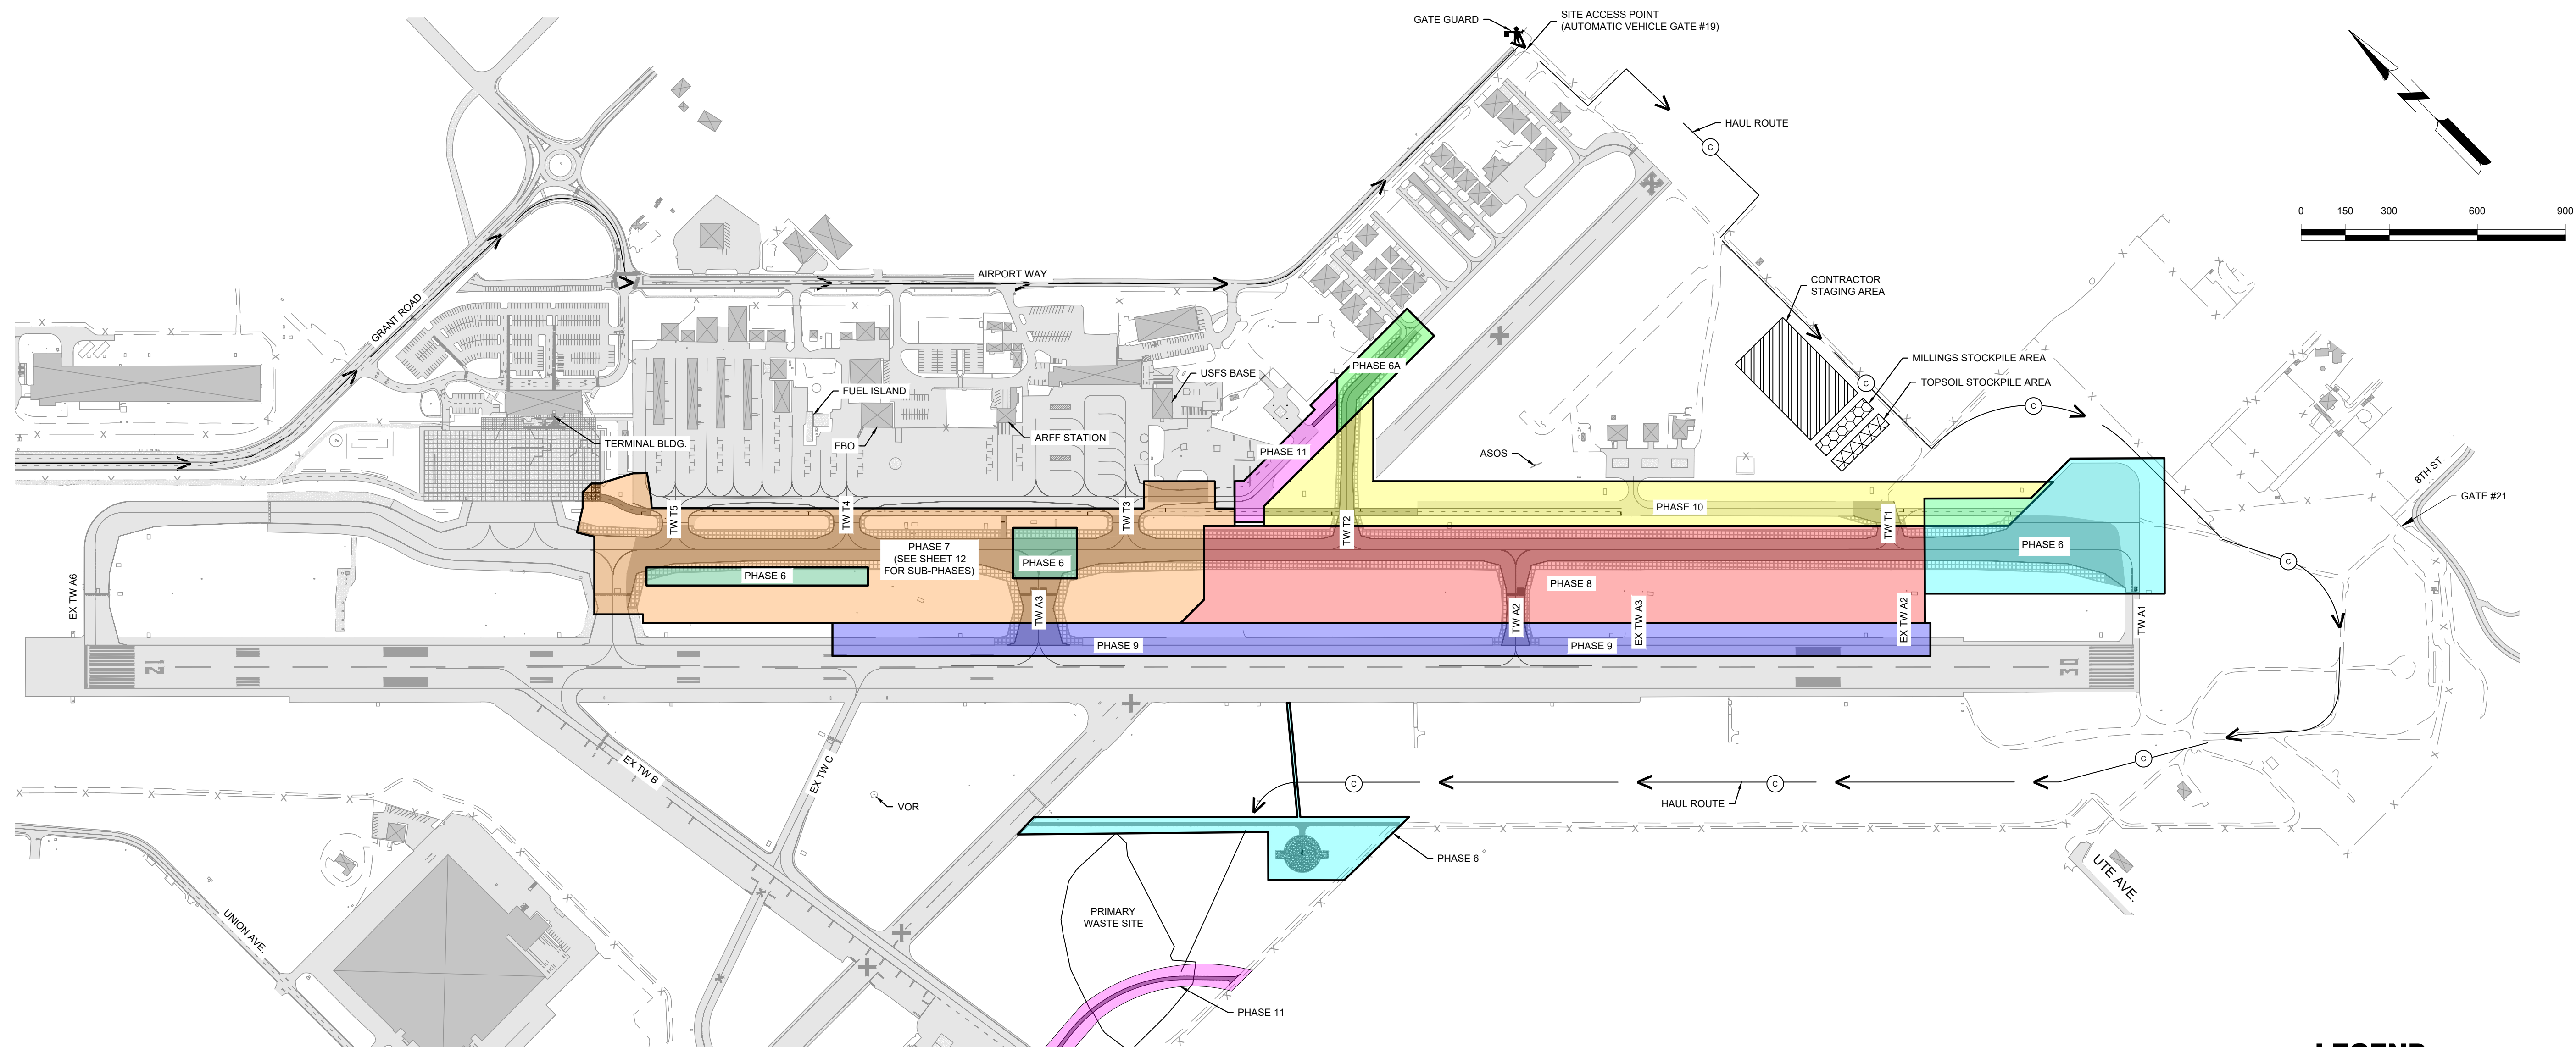 GATE GUARD
SITE ACCESS POINT
(AUTOMATIC VEHICLE GATE #19)
HAUL ROUTE
C
0 150 300 600 900
GRANT ROAD
AIRPORT WAY
CONTRACTOR
STAGING AREA
MILLINGS STOCKPILE AREA
TOPSOIL STOCKPILE AREA
C
C
PHASE 6A
USFS BASE
FUEL ISLAND
TERMINAL BLDG.
FBO
ARFF STATION
PHASE 11
ASOS
8TH ST.
GATE #21
TW T5
TW T4
TW T3
TW T2
PHASE 10
TW T1
PHASE 7
(SEE SHEET 12
FOR SUB-PHASES)
PHASE 6
PHASE 6
PHASE 6
C
EX TW A6
PHASE 8
TW A3
TW A2
EX TW A3
EX TW A2
TW A1
PHASE 9
PHASE 9
12
30
EX TW B
EX TW C
VOR
C
C
C
HAUL ROUTE
PHASE 6
UTE AVE.
UNION AVE.
PRIMARY
WASTE SITE
PHASE 11
LEGEND